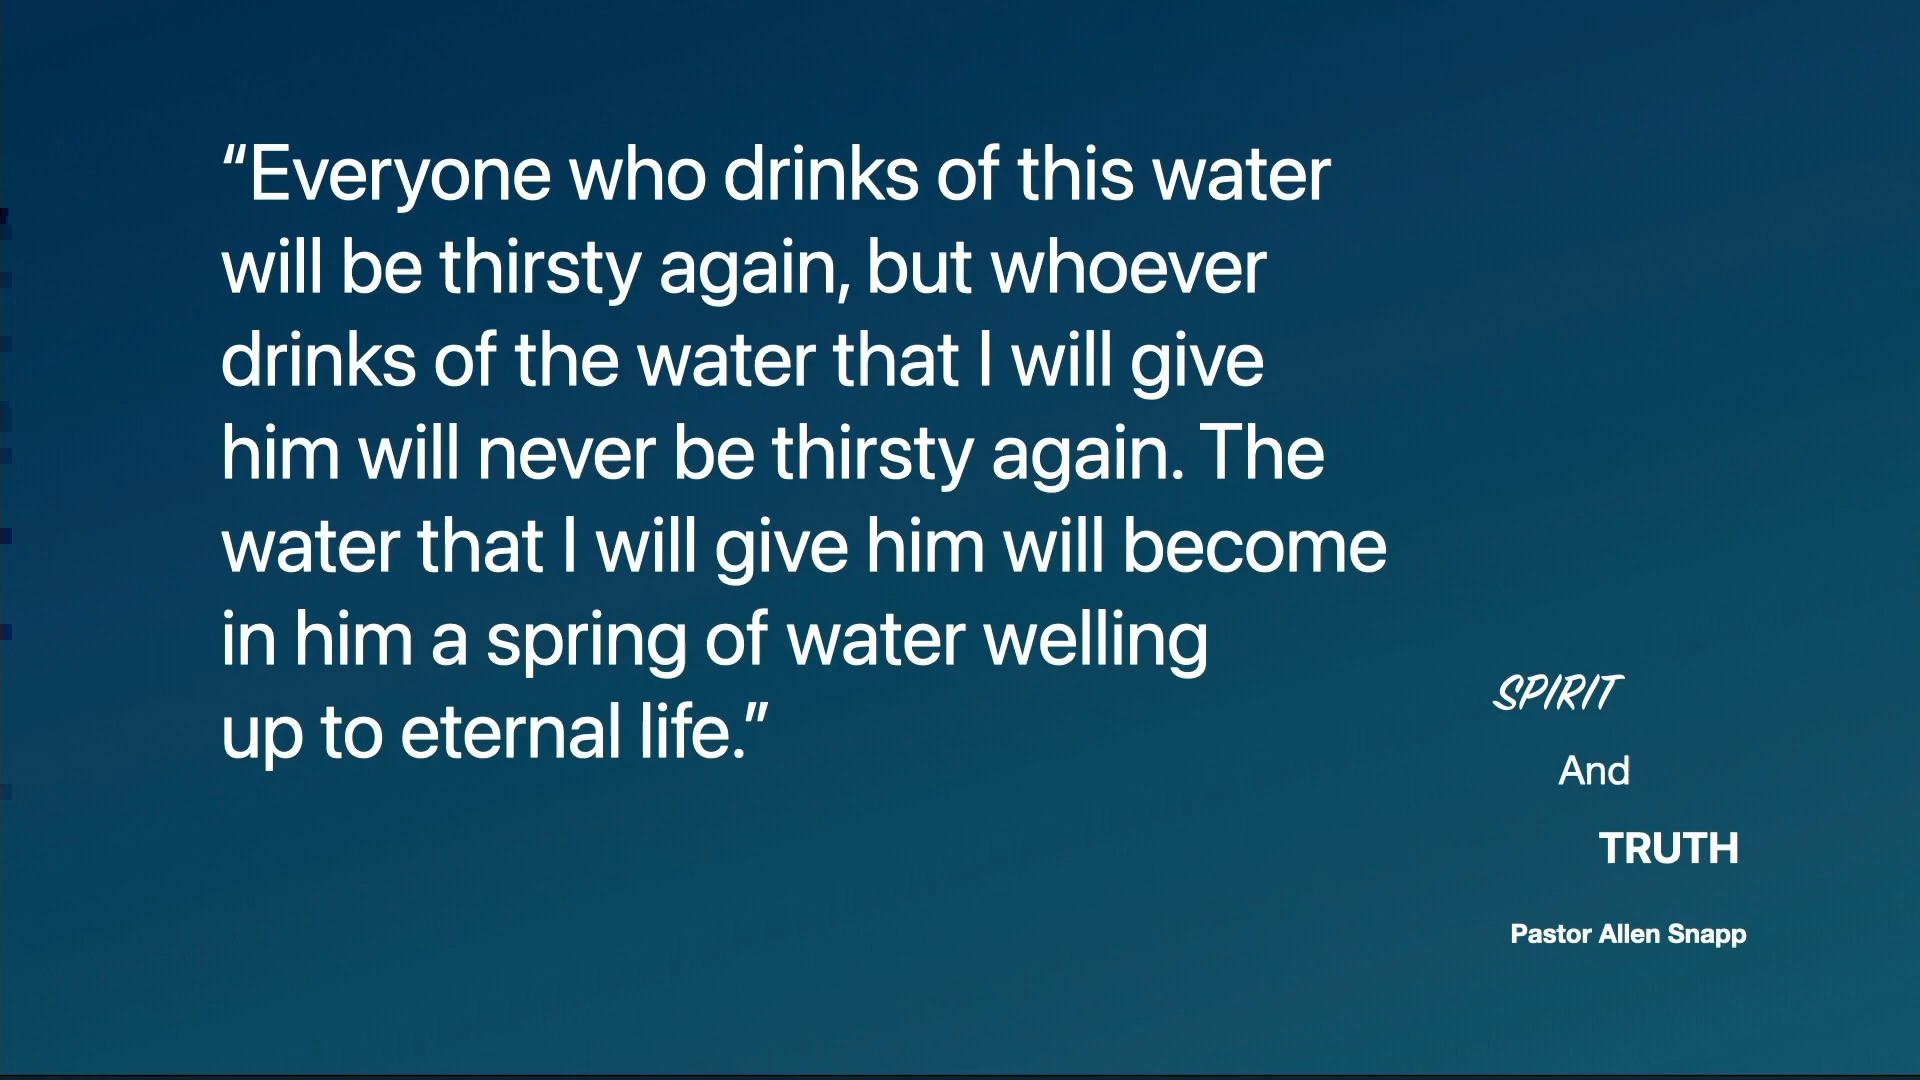 “Everyone who drinks of this water
will be thirsty again, but whoever
drinks of the water that I will give
him will never be thirsty again. The
water that I will give him will become
in him a spring of water welling
up to eternal life.”
SPIRIT
And
TRUTH
Pastor Allen Snapp